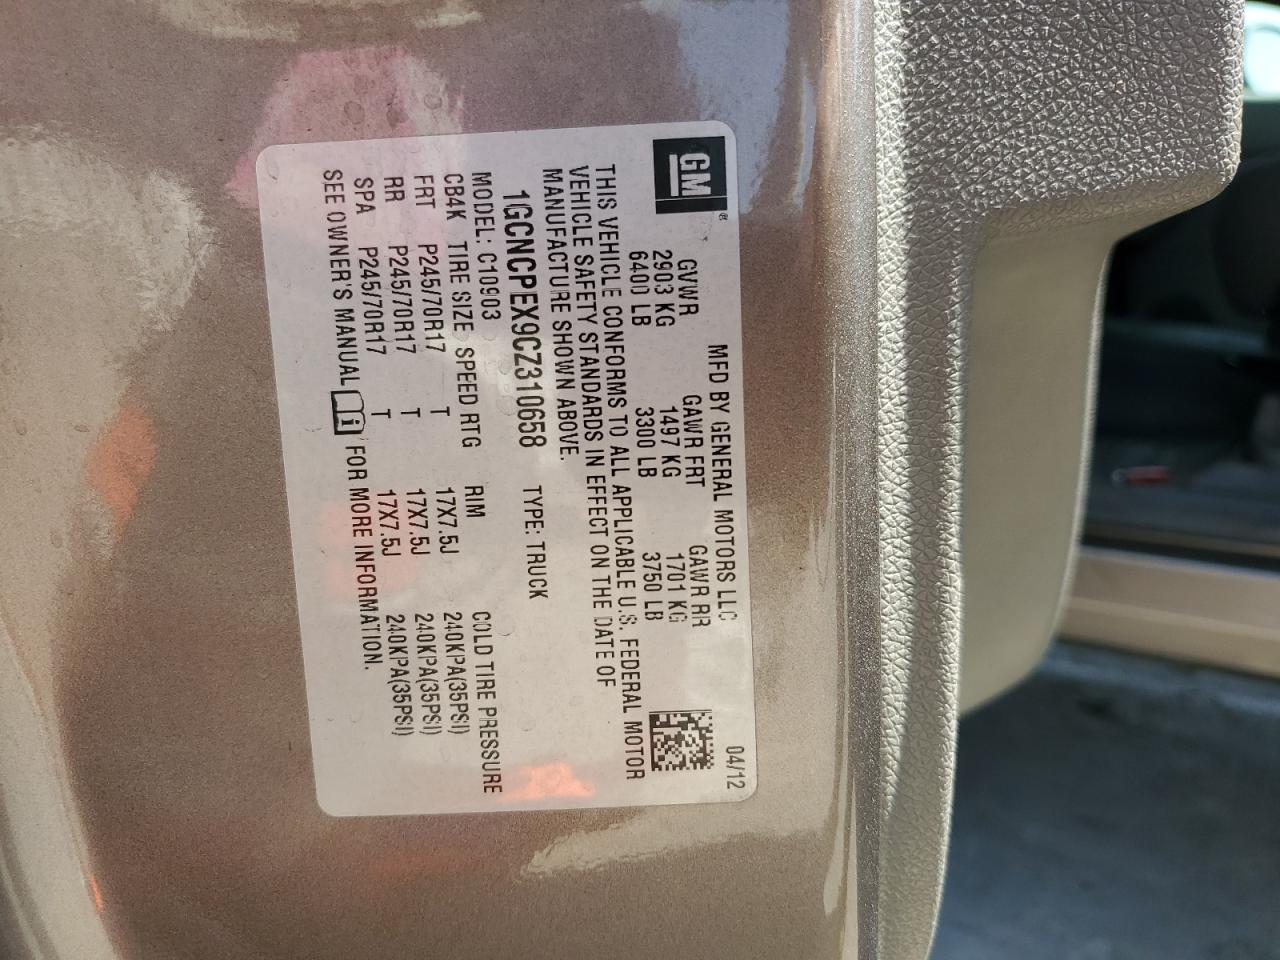 GM®
MFD BY GENERAL MOTORS LLC 04/12
GVWR GAWR FRT GAWR RR
2903 KG 1497 KG 1701 KG
6400 LB 3300 LB 3750 LB
THIS VEHICLE CONFORMS TO ALL APPLICABLE U.S. FEDERAL MOTOR
VEHICLE SAFETY STANDARDS IN EFFECT ON THE DATE OF
MANUFACTURE SHOWN ABOVE.
1GCNCPEX9CZ310658 TYPE: TRUCK
MODEL: C10903
CB4K TIRE SIZE SPEED RTG RIM COLD TIRE PRESSURE
FRT P245/70R17 T 17X7.5J 240KPA(35PSI)
RR P245/70R17 T 17X7.5J 240KPA(35PSI)
SPA P245/70R17 T 17X7.5J 240KPA(35PSI)
SEE OWNER'S MANUAL i FOR MORE INFORMATION.